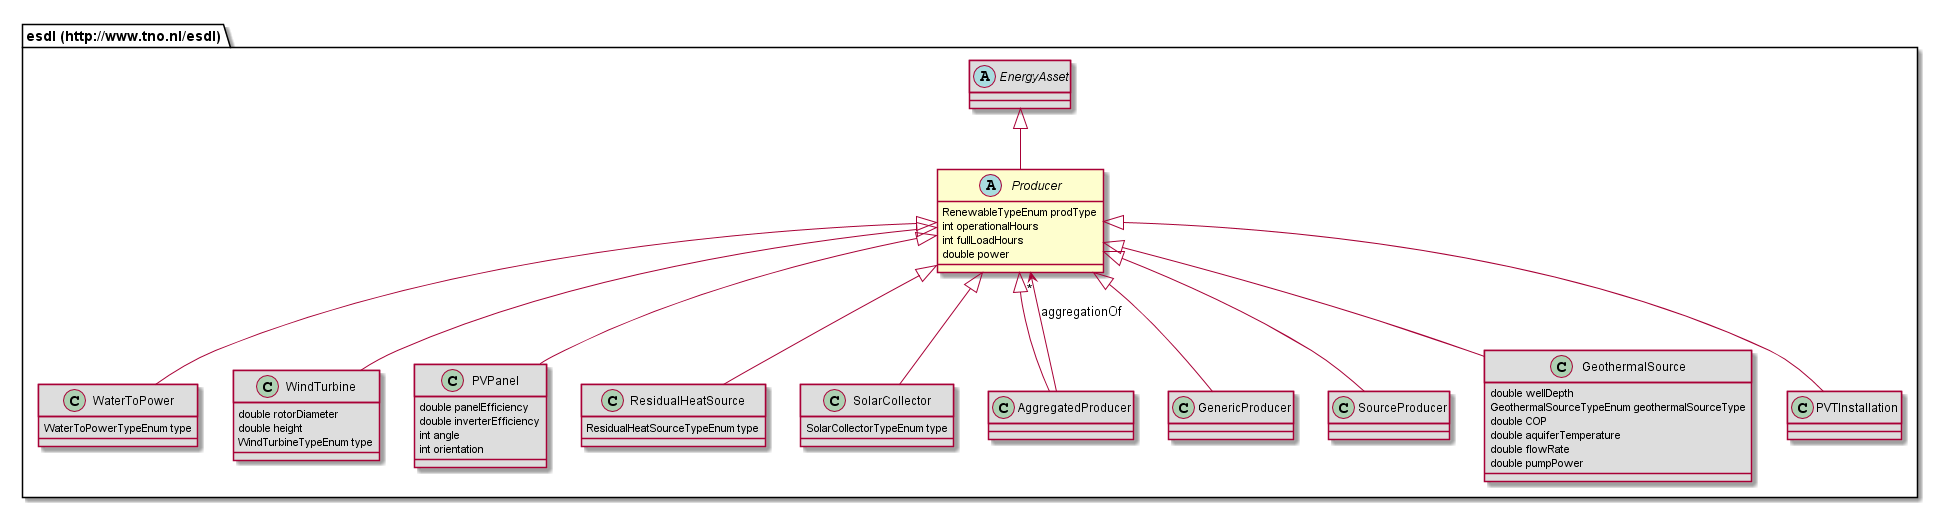 esdl (http://www.tno.nl/esdl)
A EnergyAsset
A Producer
RenewableTypeEnum prodType
int operationalHours
int fullLoadHours
double power
*
aggregationOf
C WaterToPower
WaterToPowerTypeEnum type
C WindTurbine
double rotorDiameter
double height
WindTurbineTypeEnum type
C PVPanel
double panelEfficiency
double inverterEfficiency
int angle
int orientation
C ResidualHeatSource
ResidualHeatSourceTypeEnum type
C SolarCollector
SolarCollectorTypeEnum type
C AggregatedProducer
C GenericProducer
C SourceProducer
C GeothermalSource
double wellDepth
GeothermalSourceTypeEnum geothermalSourceType
double COP
double aquiferTemperature
double flowRate
double pumpPower
C PVTInstallation